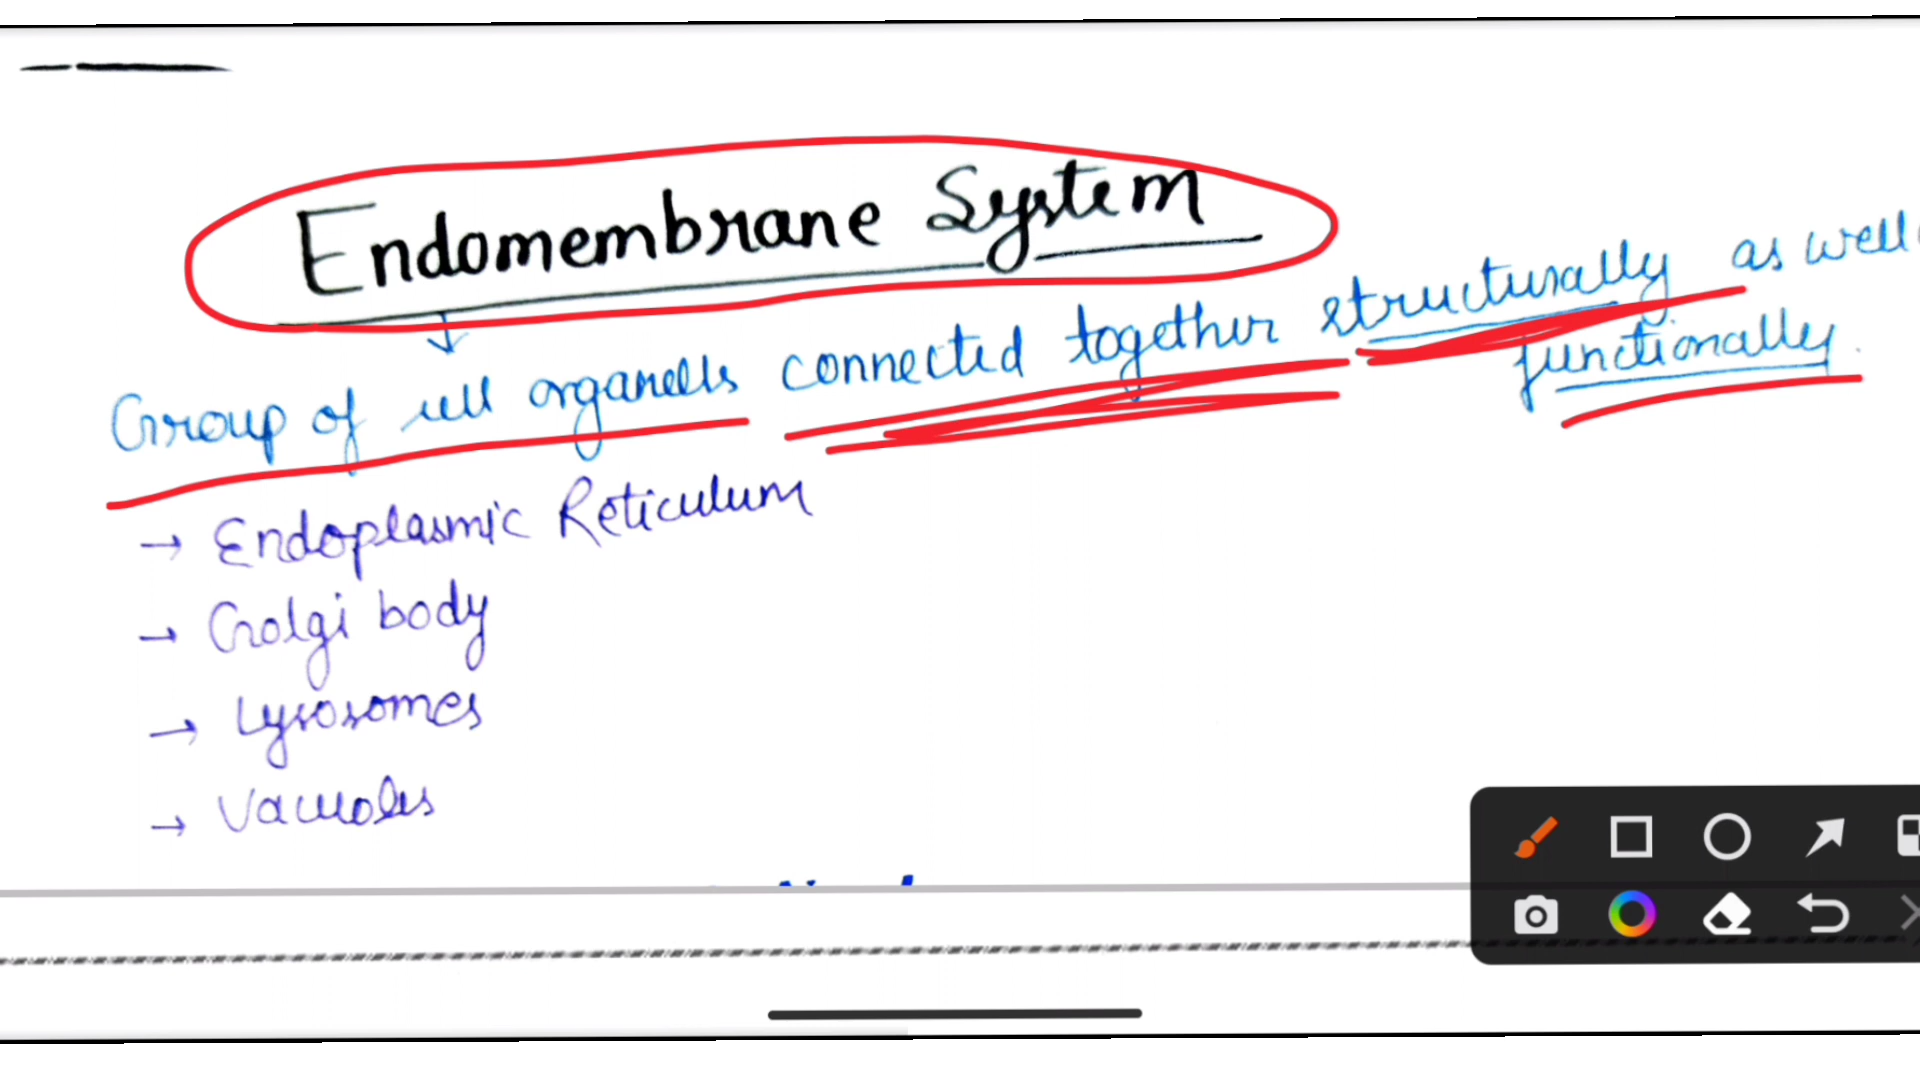 Endomembrane System
Group of cell organells connected together structurally as well
functionally.
→ Endoplasmic Reticulum
→ Golgi body
→ Lysosomes
→ Vacuoles